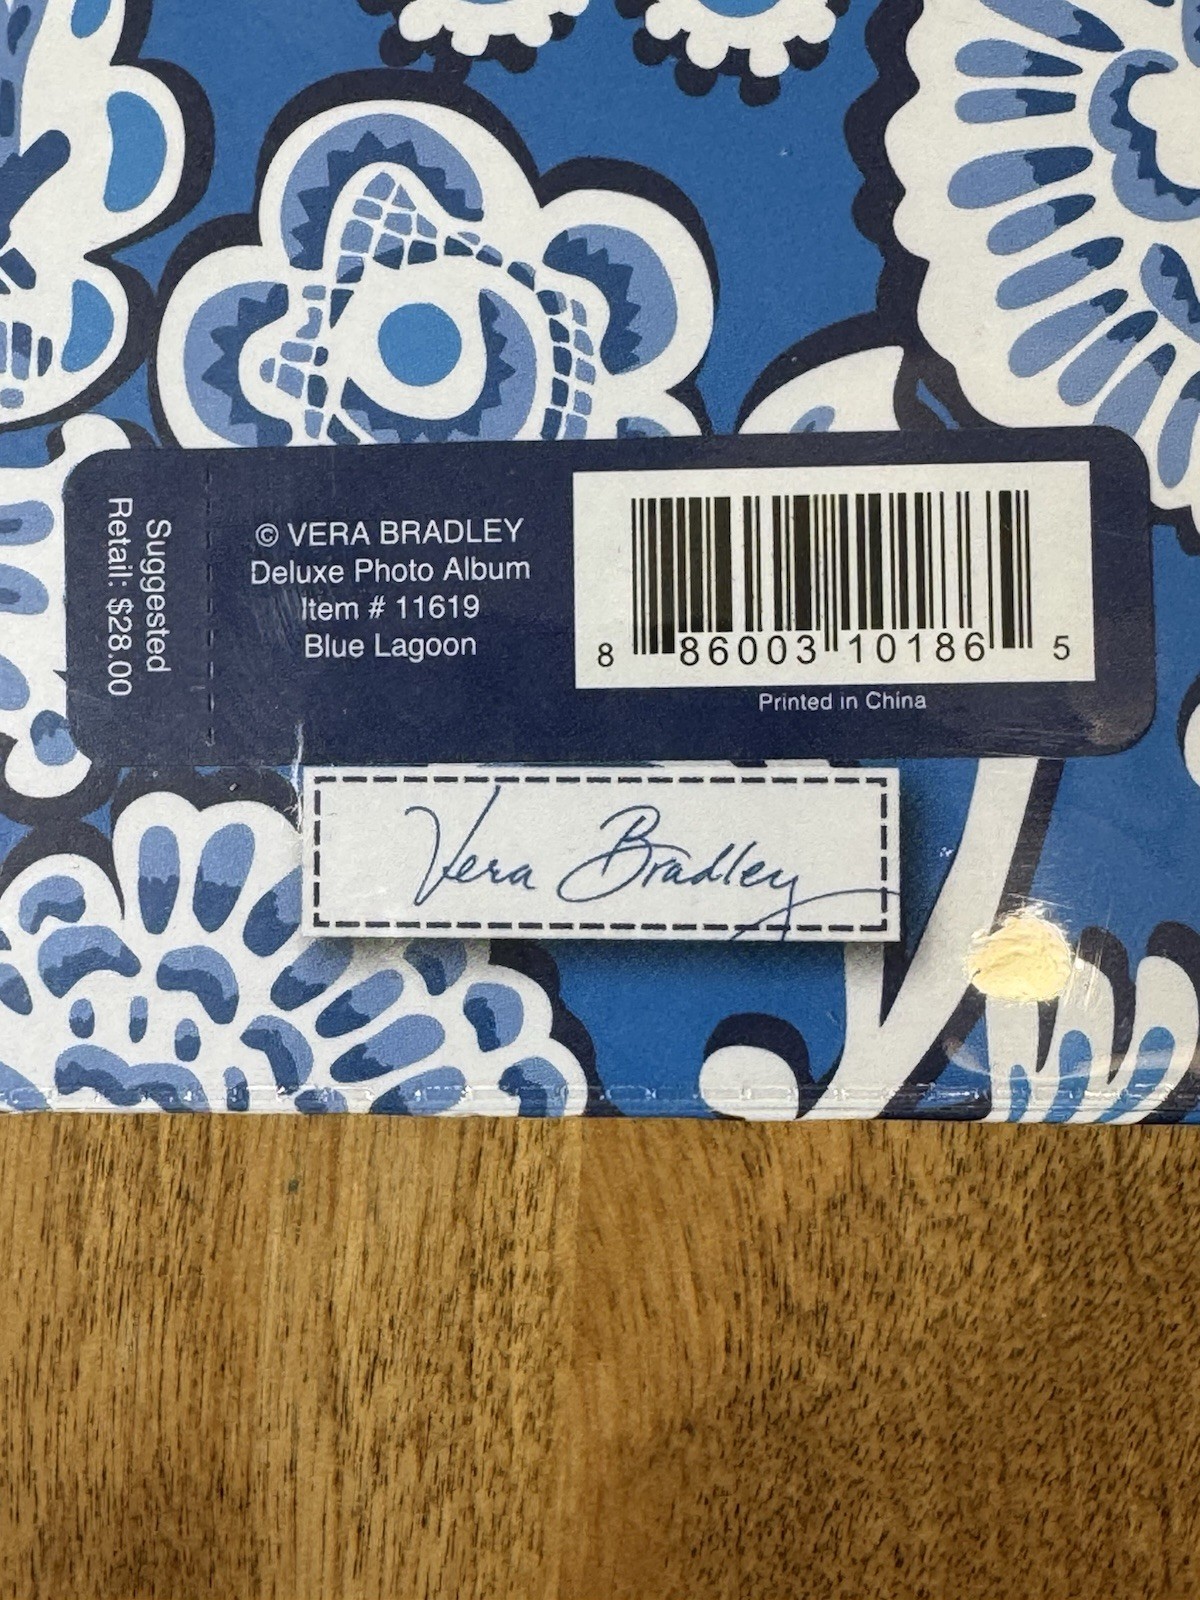 Suggested
Retail: $28.00
© VERA BRADLEY
Deluxe Photo Album
Item # 11619
Blue Lagoon
8 86003 10186 5
Printed in China
Vera Bradley